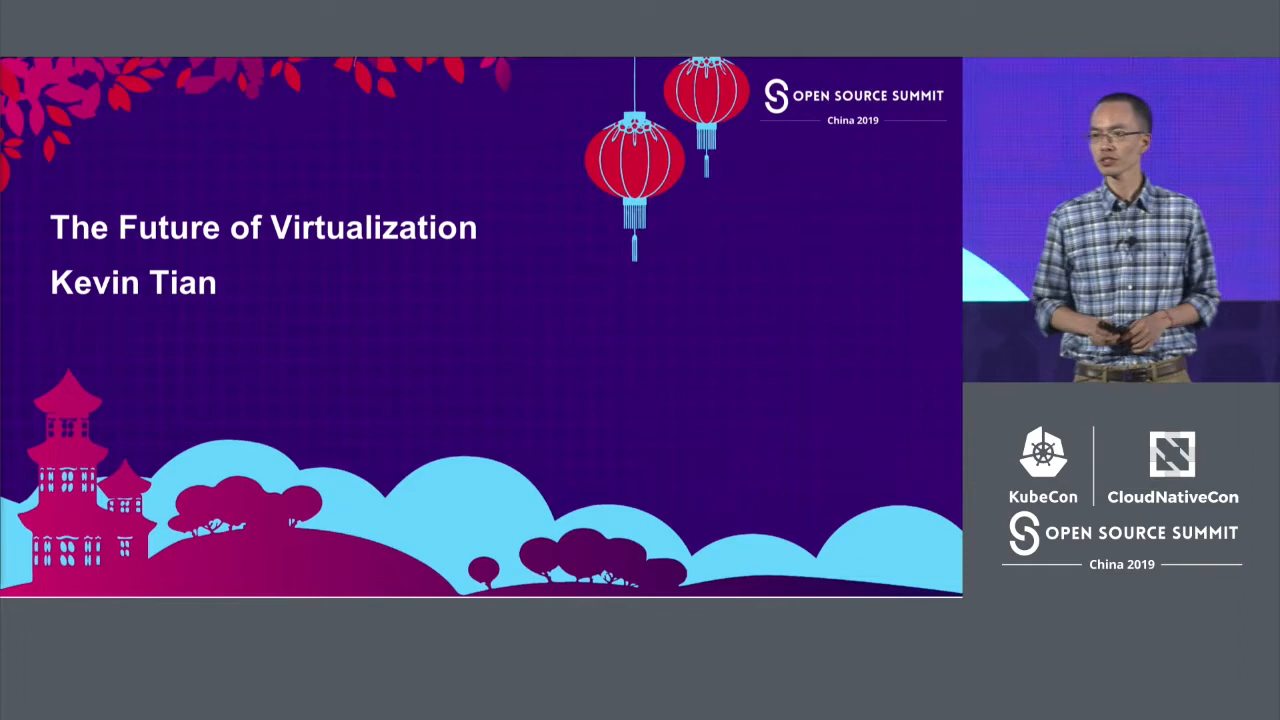 OPEN SOURCE SUMMIT
China 2019
The Future of Virtualization
Kevin Tian
KubeCon
CloudNativeCon
OPEN SOURCE SUMMIT
China 2019